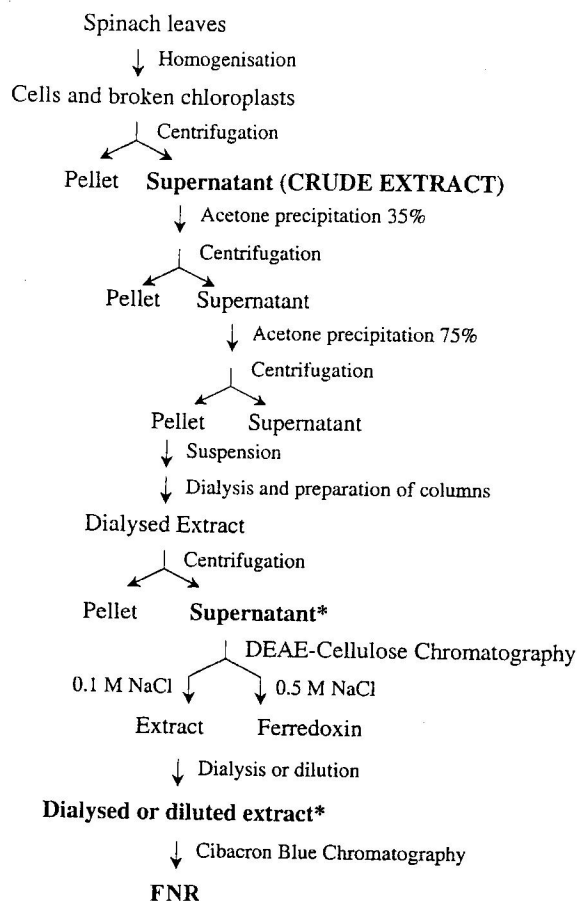 Spinach leaves
Homogenisation
Cells and broken chloroplasts
Centrifugation
Pellet Supernatant (CRUDE EXTRACT)
Acetone precipitation 35%
Centrifugation
Pellet Supernatant
Acetone precipitation 75%
Centrifugation
Pellet Supernatant
Suspension
Dialysis and preparation of columns
Dialysed Extract
Centrifugation
Pellet Supernatant*
DEAE-Cellulose Chromatography
0.1 M NaCl 0.5 M NaCl
Extract Ferredoxin
Dialysis or dilution
Dialysed or diluted extract*
Cibacron Blue Chromatography
FNR